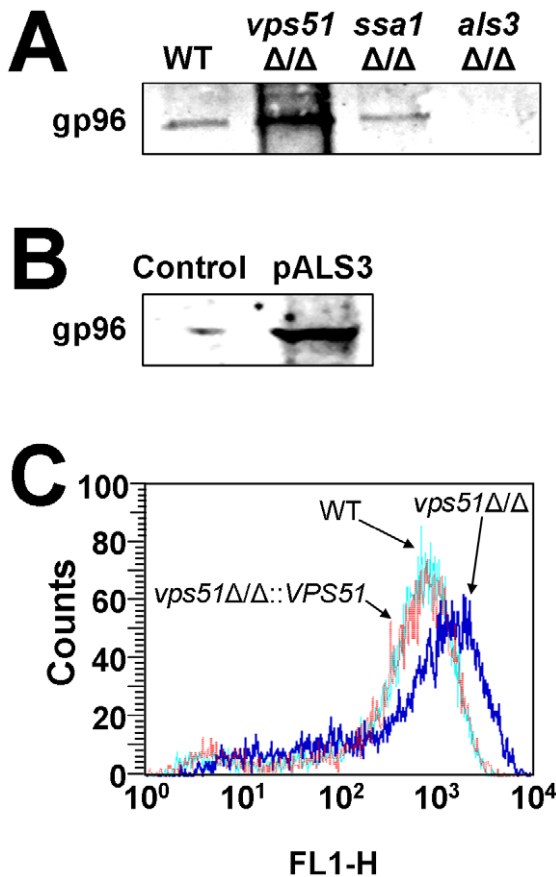 A
WT vps51 Δ/Δ ssa1 Δ/Δ als3 Δ/Δ
gp96
B
Control pALS3
gp96
C
100
80
60
40
20
0
Counts
WT
vps51Δ/Δ
vps51Δ/Δ::VPS51
10⁰ 10¹ 10² 10³ 10⁴
FL1-H